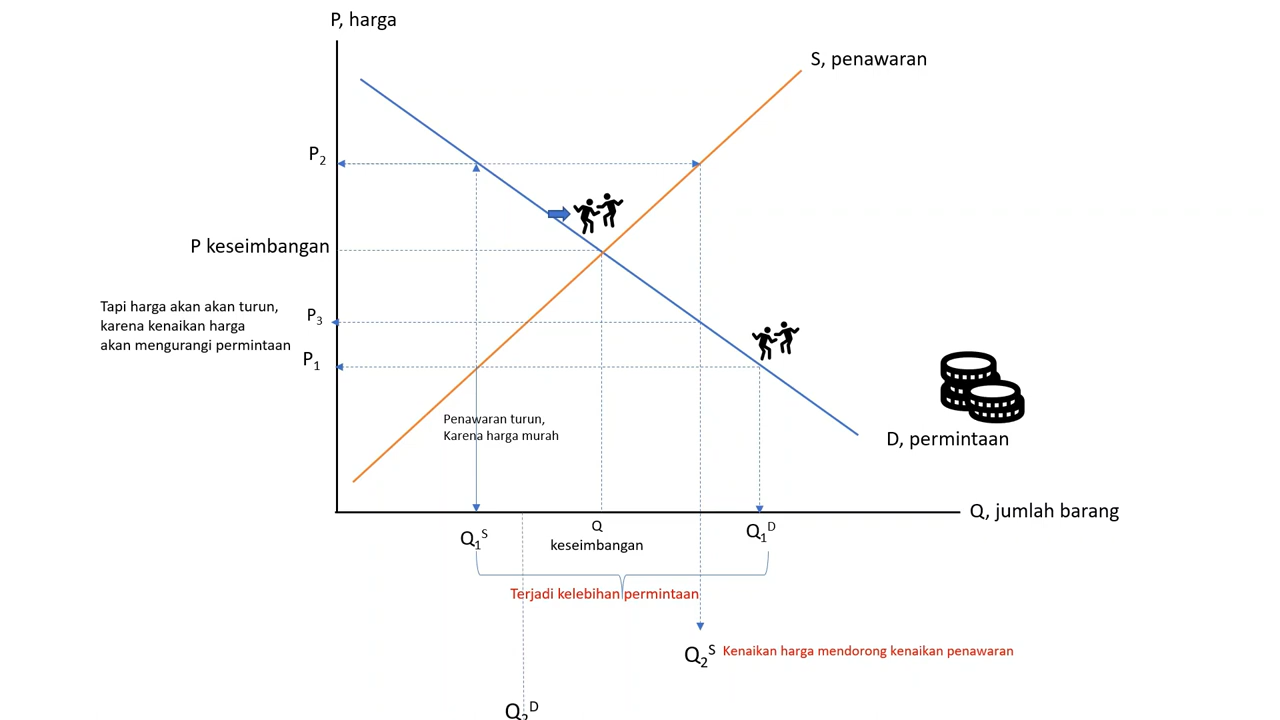 P, harga
S, penawaran
P₂
P keseimbangan
Tapi harga akan akan turun,
karena kenaikan harga
akan mengurangi permintaan
P₃
P₁
Penawaran turun,
Karena harga murah
D, permintaan
Q, jumlah barang
Q₁ˢ
Q
keseimbangan
Q₁ᴰ
Terjadi kelebihan permintaan
Q₂ˢ Kenaikan harga mendorong kenaikan penawaran
Q₂ᴰ